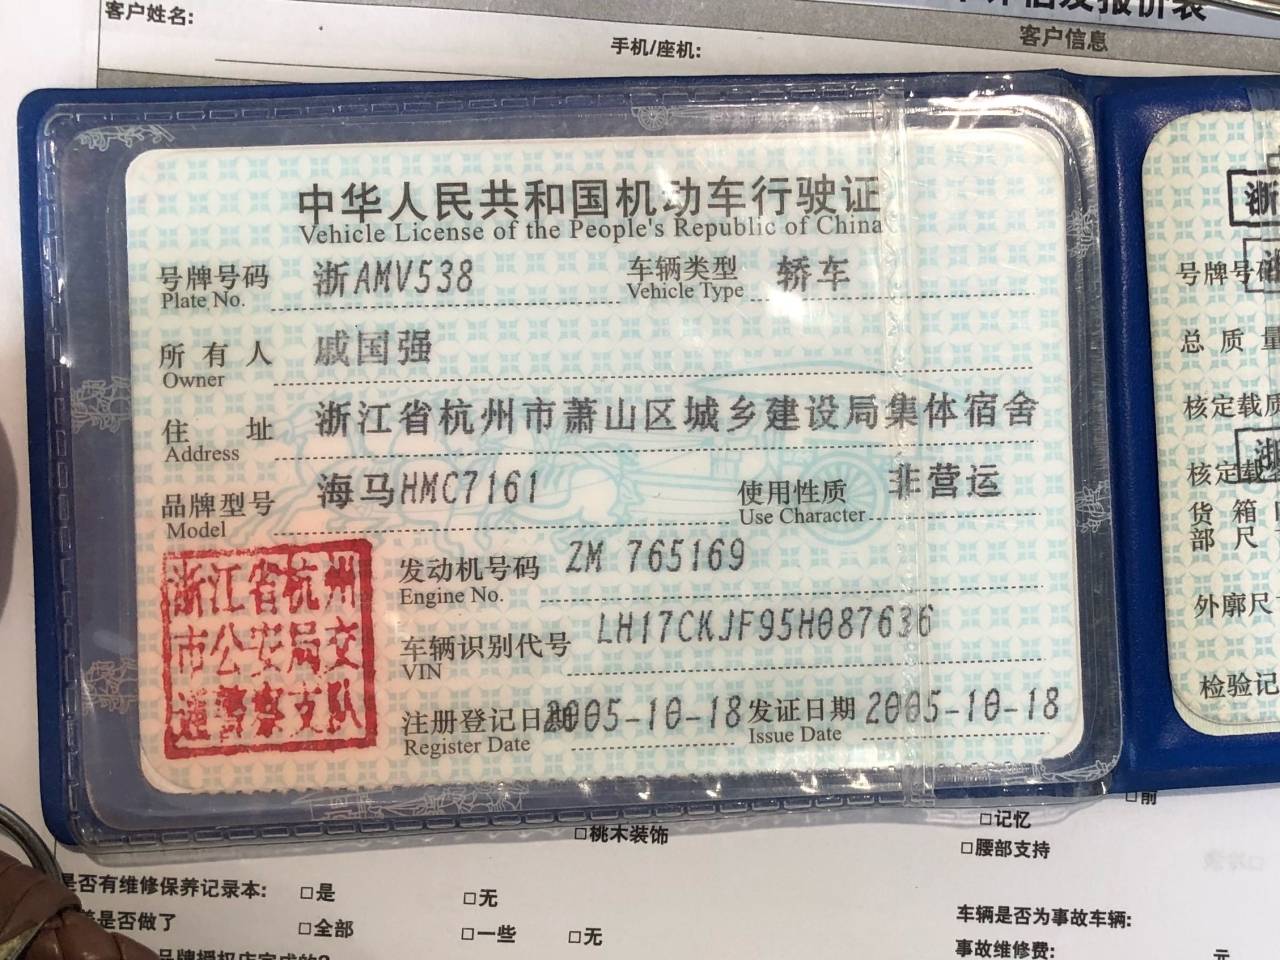 客户姓名:
手机/座机:
客户信息
中华人民共和国机动车行驶证
Vehicle License of the People's Republic of China
号牌号码 浙AMV538 车辆类型 轿车
Plate No. Vehicle Type
所有人 戚国强
Owner
住址 浙江省杭州市萧山区城乡建设局集体宿舍
Address
品牌型号 海马HMC7161 使用性质 非营运
Model Use Character
浙江省杭州
市公安局交
通警察支队
发动机号码 ZM 765169
Engine No.
车辆识别代号 LH17CKJF95H087636
VIN
注册登记日期 2005-10-18 发证日期 2005-10-18
Register Date Issue Date
浙
号牌号码
总质量
核定载质
核定载
货箱
部尺
外廓尺
检验记
□前
□桃木装饰 □记忆
□腰部支持
是否有维修保养记录本: □是 □无
是否做了 □全部 □一些 □无
车辆是否为事故车辆:
事故维修费: 元